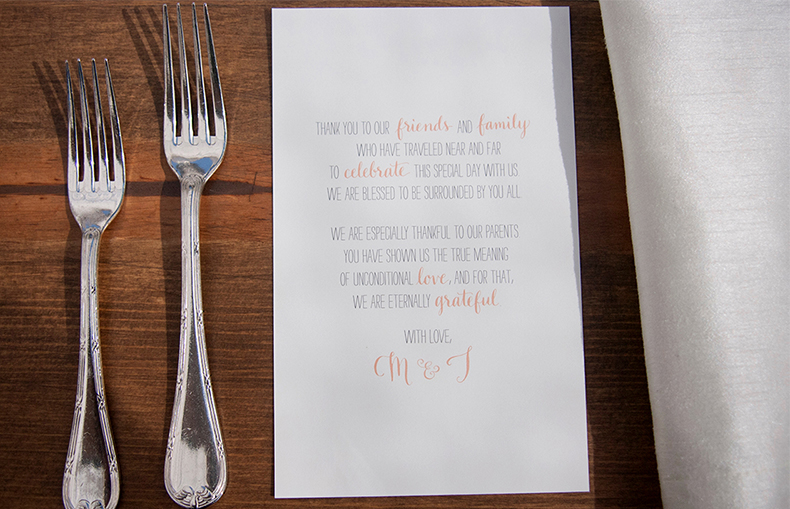 THANK YOU TO OUR friends AND family
WHO HAVE TRAVELED NEAR AND FAR
TO celebrate THIS SPECIAL DAY WITH US
WE ARE BLESSED TO BE SURROUNDED BY YOU ALL
WE ARE ESPECIALLY THANKFUL TO OUR PARENTS
YOU HAVE SHOWN US THE TRUE MEANING
OF UNCONDITIONAL love, AND FOR THAT,
WE ARE ETERNALLY grateful
WITH LOVE,
M & J